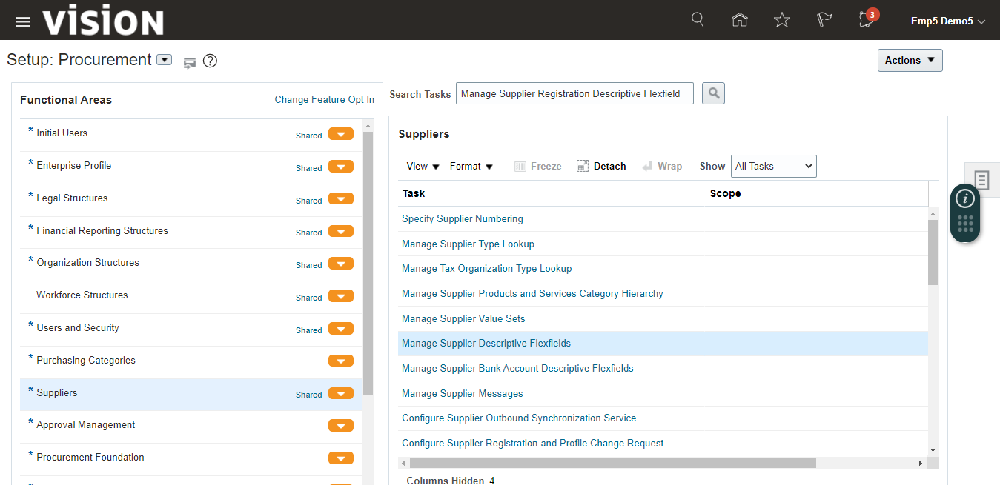 vision
3
Emp5 Demo5
Setup: Procurement
?
Actions
Functional Areas
Change Feature Opt In
* Initial Users Shared
* Enterprise Profile Shared
* Legal Structures Shared
* Financial Reporting Structures Shared
* Organization Structures Shared
Workforce Structures Shared
* Users and Security Shared
* Purchasing Categories
* Suppliers Shared
* Approval Management
* Procurement Foundation
*
Search Tasks Manage Supplier Registration Descriptive Flexfield
Suppliers
View Format Freeze Detach Wrap Show All Tasks
Task Scope
Specify Supplier Numbering
Manage Supplier Type Lookup
Manage Tax Organization Type Lookup
Manage Supplier Products and Services Category Hierarchy
Manage Supplier Value Sets
Manage Supplier Descriptive Flexfields
Manage Supplier Bank Account Descriptive Flexfields
Manage Supplier Messages
Configure Supplier Outbound Synchronization Service
Configure Supplier Registration and Profile Change Request
Columns Hidden 4
i